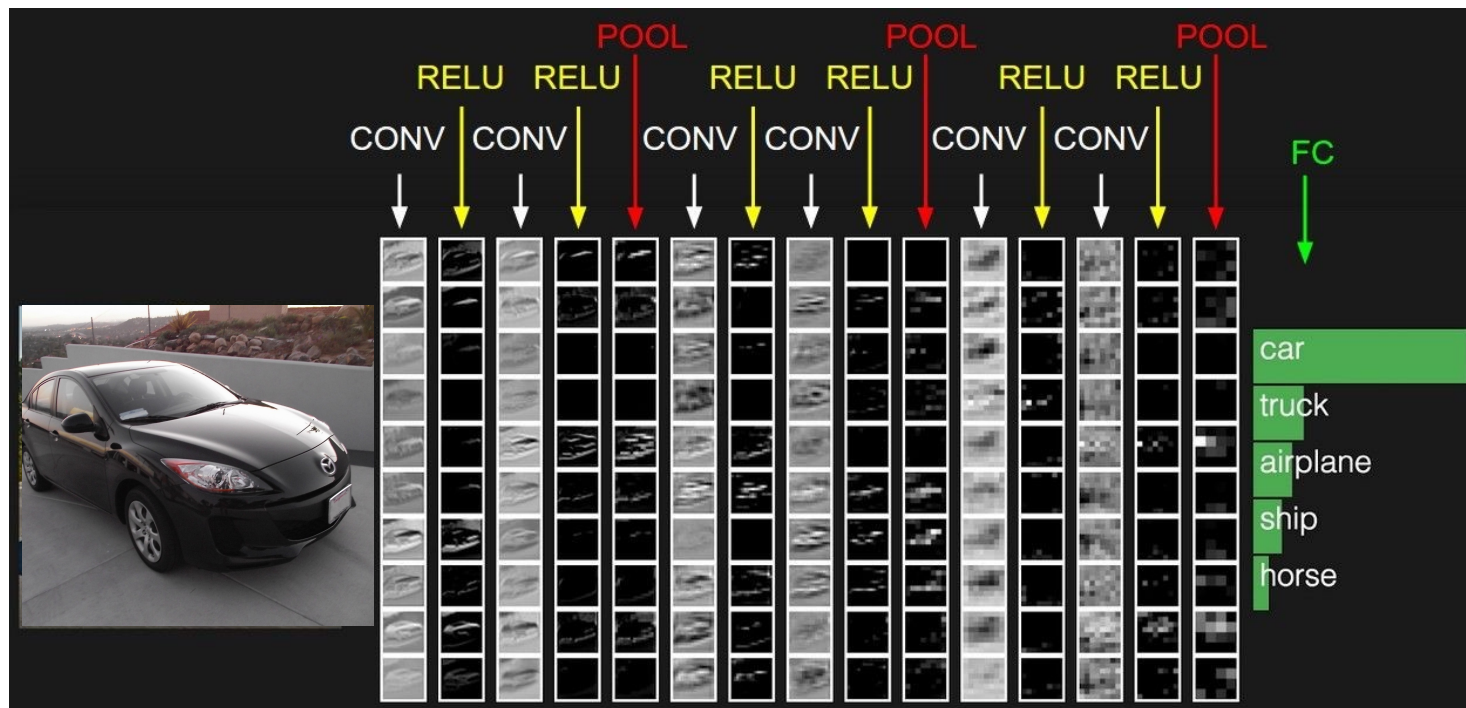 POOL POOL POOL
RELU RELU RELU RELU RELU RELU
CONV CONV CONV CONV CONV CONV
FC
car
truck
airplane
ship
horse